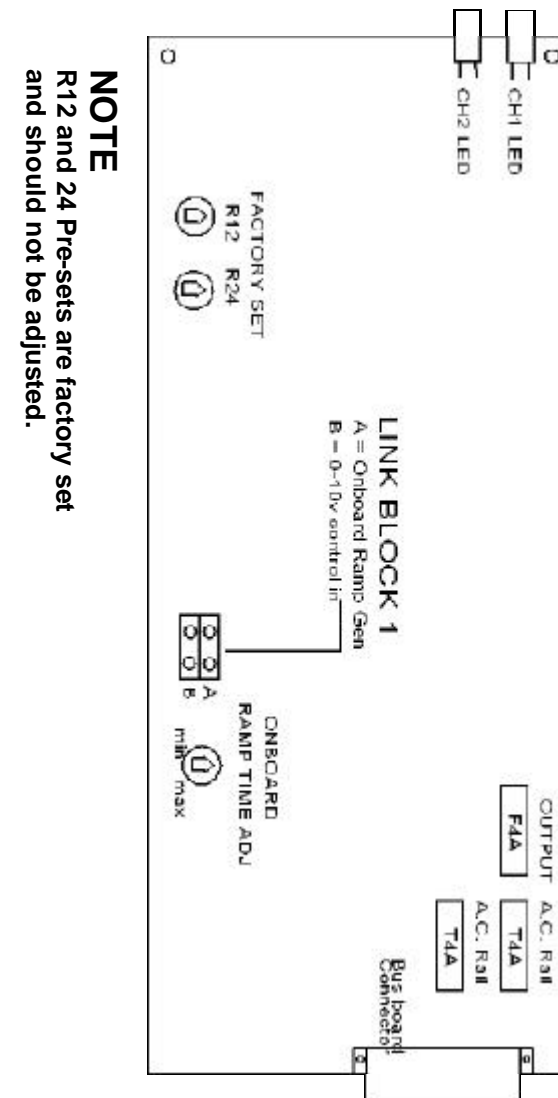 CH1 LED
CH2 LED
FACTORY SET
R12 R24
LINK BLOCK 1
A = Onboard Ramp Gen
B = 0-10v control in
A
B
ONBOARD
RAMP TIME ADJ
min max
OUTPUT
F4A
A.C. Rail
T4A
A.C. Rail
T4A
Bus board
Connector
NOTE
R12 and 24 Pre-sets are factory set
and should not be adjusted.